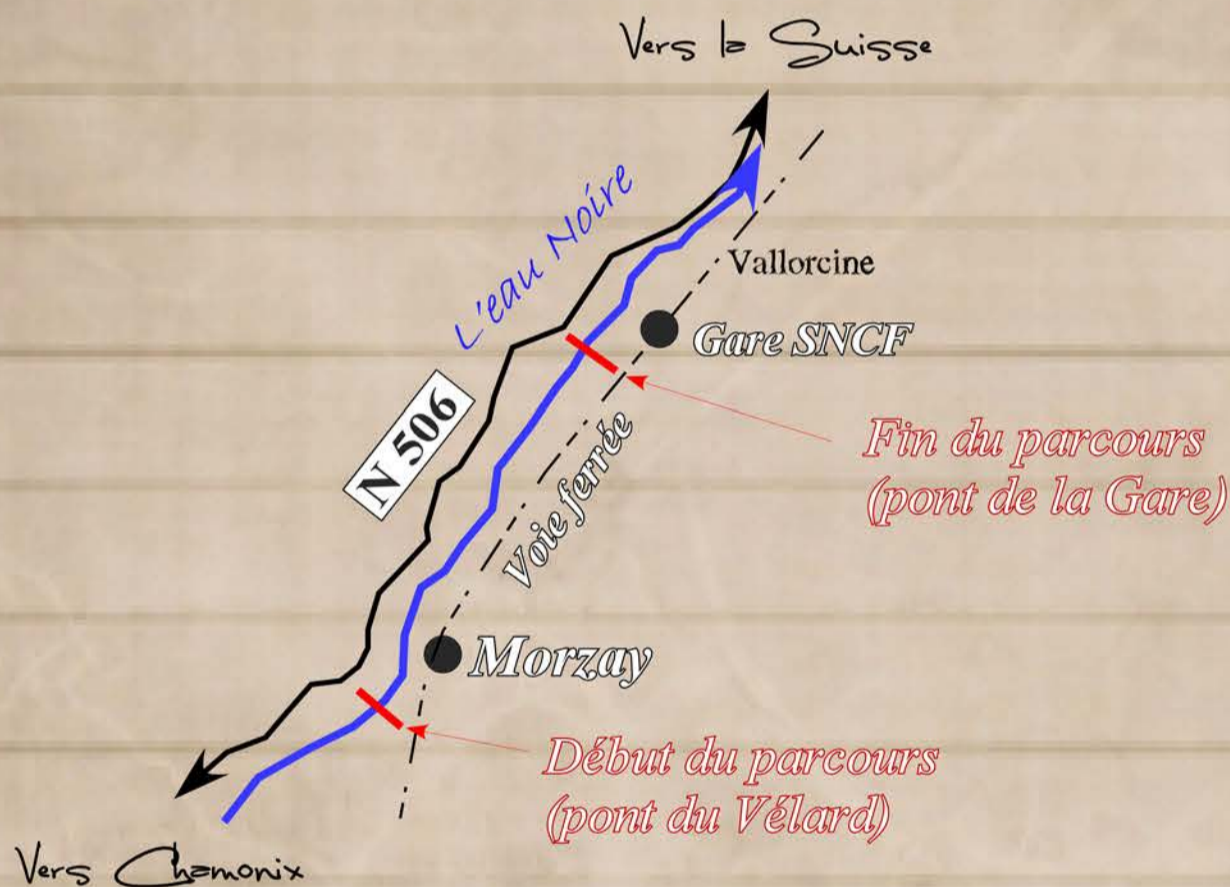 Vers la Suisse
L'eau Noire
Vallorcine
Gare SNCF
N 506
Fin du parcours
(pont de la Gare)
Voie ferrée
Morzay
Début du parcours
(pont du Vélard)
Vers Chamonix